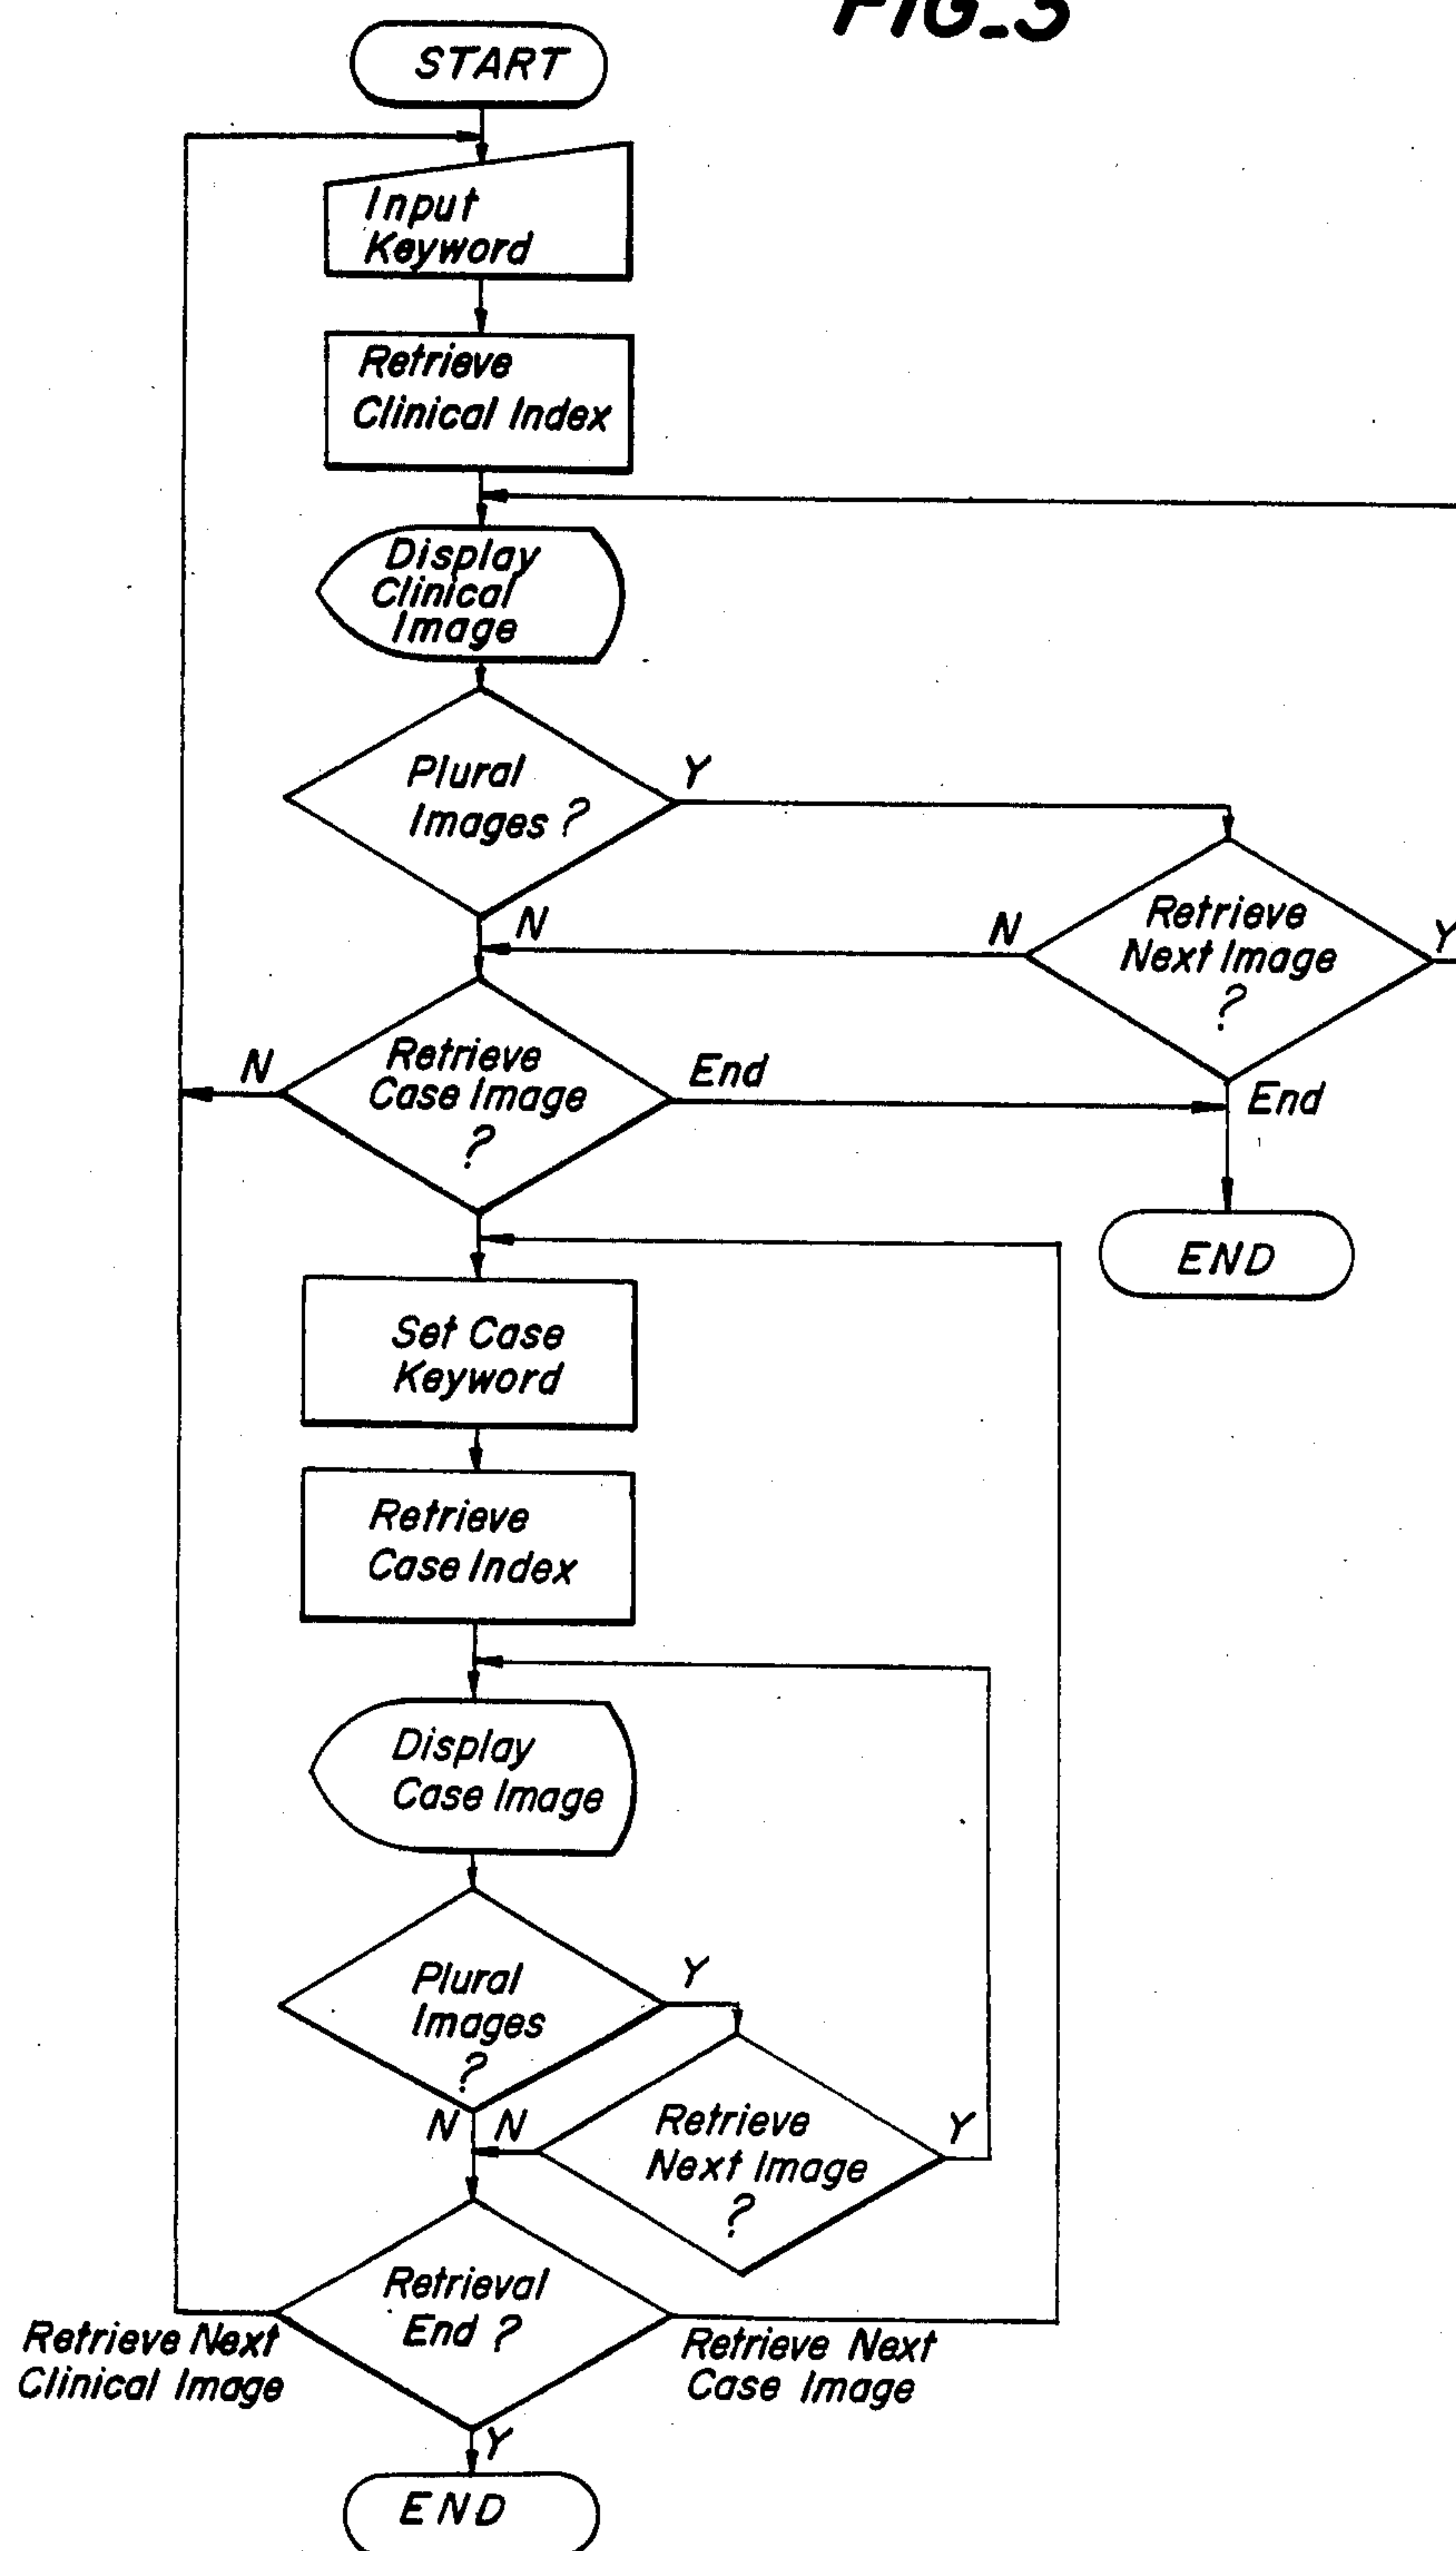 FIG_3
START
Input
Keyword
Retrieve
Clinical Index
Display
Clinical
Image
Plural
Images ?
Y
N
Retrieve
Next Image
?
N
Y
End
Retrieve
Case Image
?
N
End
END
Set Case
Keyword
Retrieve
Case Index
Display
Case Image
Plural
Images
?
Y
N
N
Retrieve
Next Image
?
Y
Retrieval
End ?
Retrieve Next
Clinical Image
Retrieve Next
Case Image
Y
END